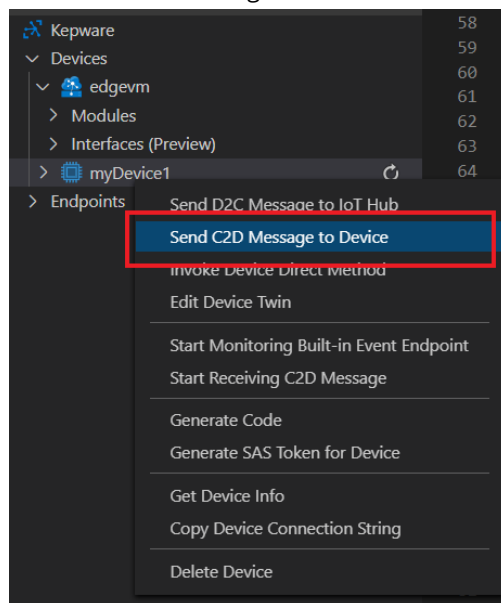 Kepware
58
Devices
59
edgevm
60
61
Modules
62
Interfaces (Preview)
63
myDevice1
64
Endpoints
Send D2C Message to IoT Hub
Send C2D Message to Device
Invoke Device Direct Method
Edit Device Twin
Start Monitoring Built-in Event Endpoint
Start Receiving C2D Message
Generate Code
Generate SAS Token for Device
Get Device Info
Copy Device Connection String
Delete Device